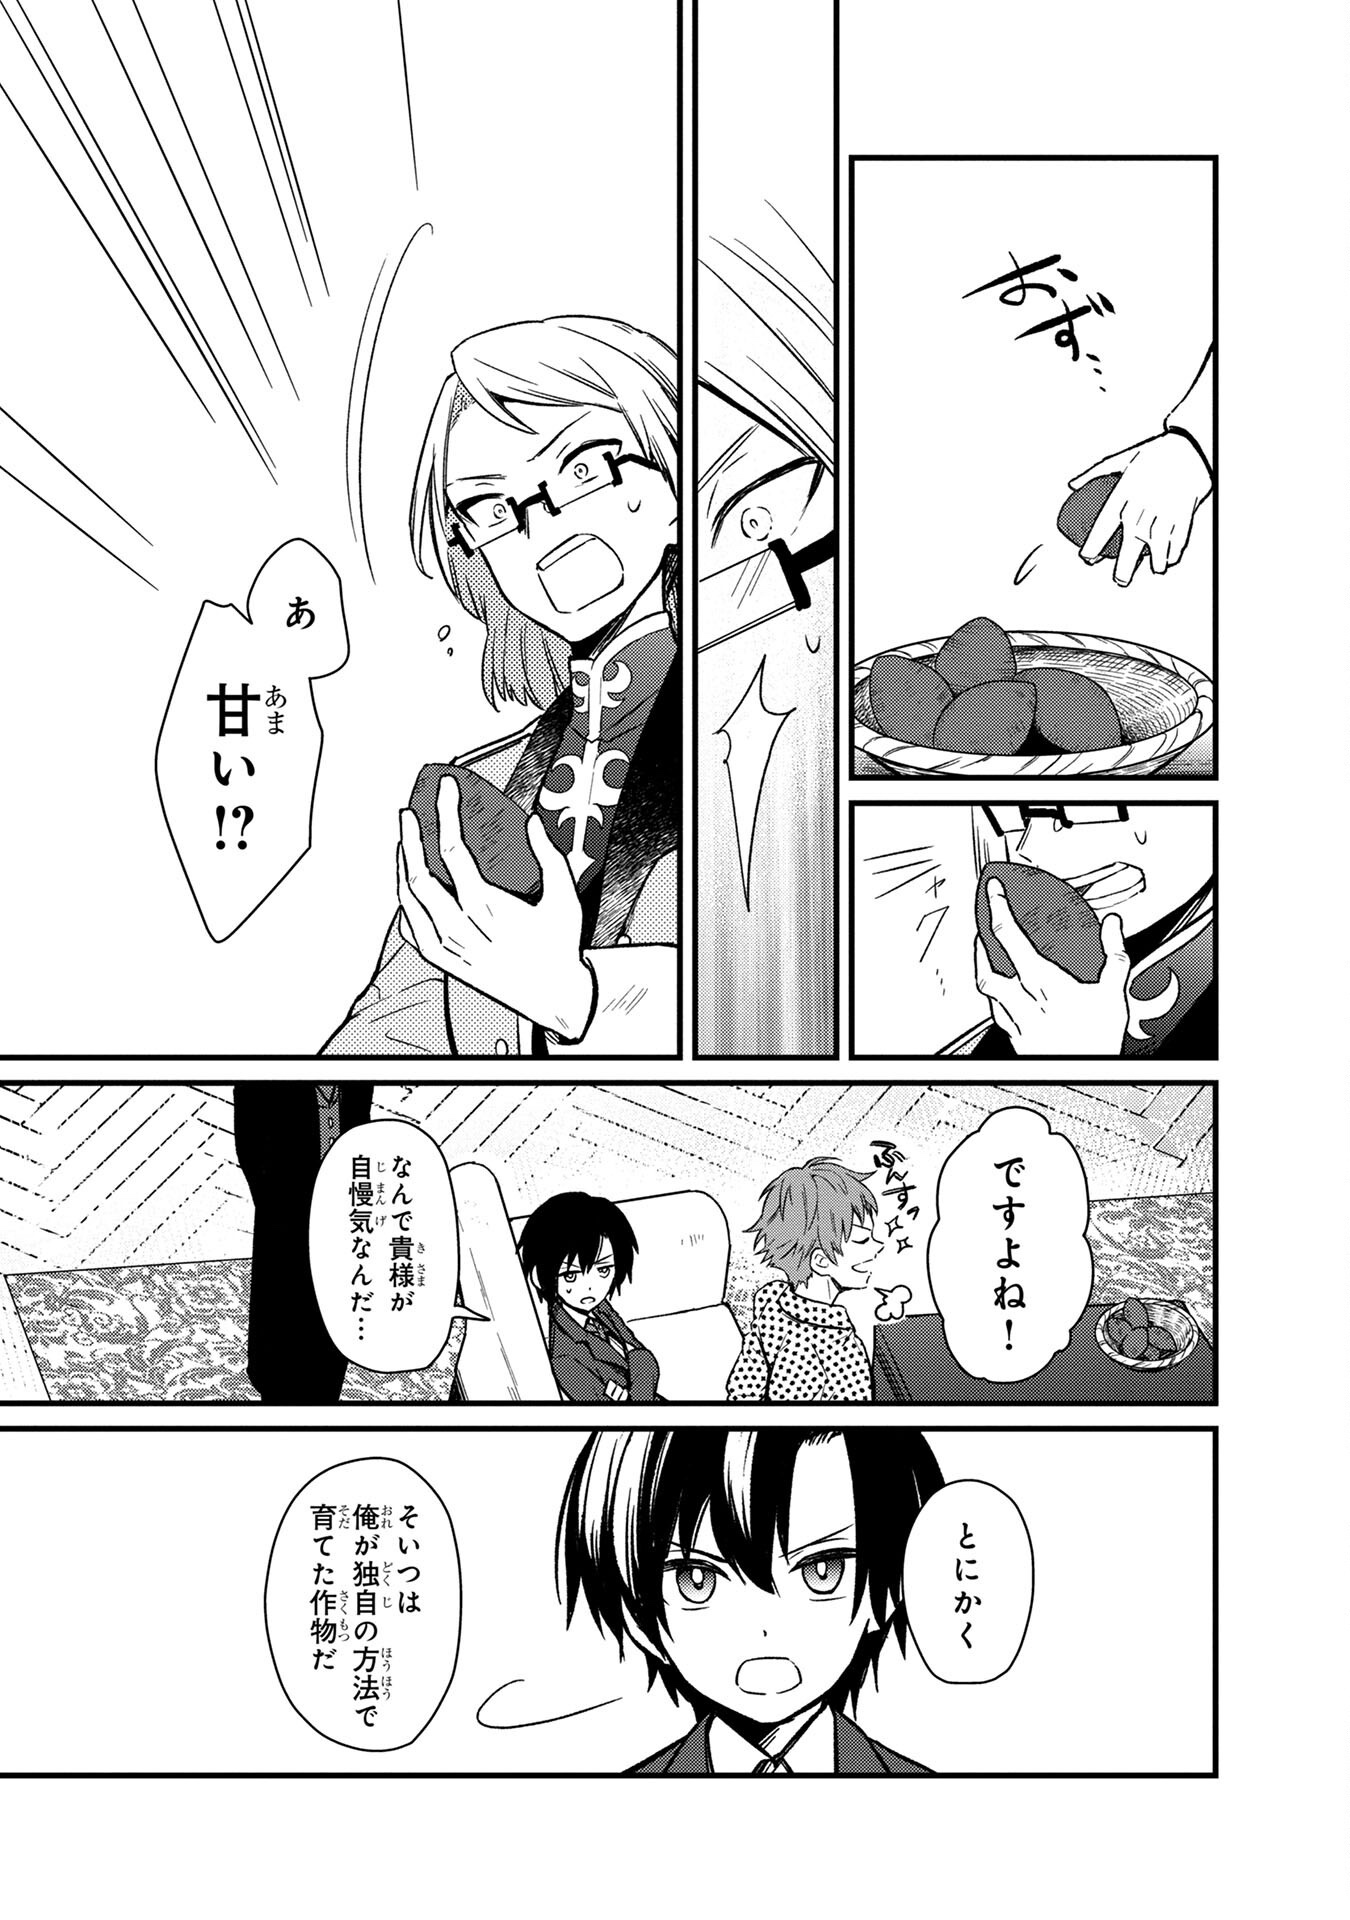 おず…
シャク…
あ
甘い!?
ですよね！
ふんすっ
なんで貴様が
自慢気なんだ…
とにかく
そいつは
俺が独自の方法で
育てた作物だ